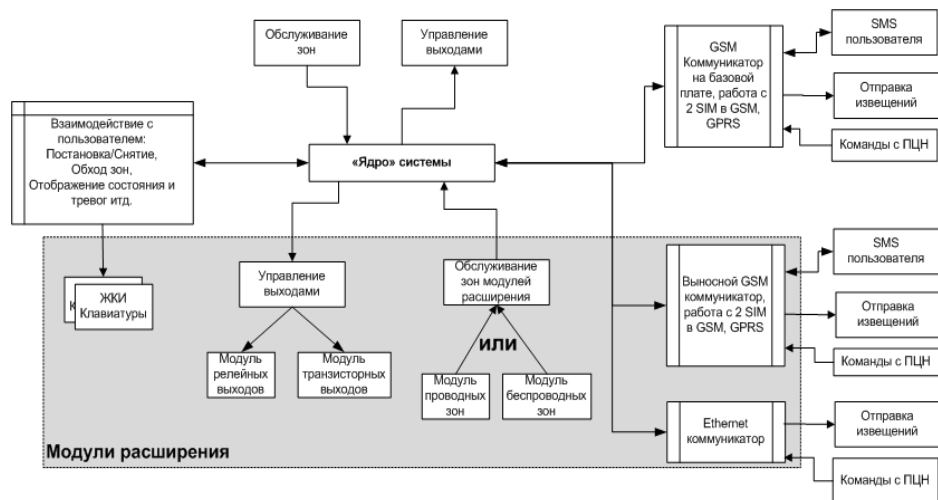 Обслуживание
зон
Управление
выходами
GSM
Коммуникатор
на базовой
плате, работа с
2 SIM в GSM,
GPRS
SMS
пользователя
Отправка
извещений
Команды с ПЦН
Взаимодействие с
пользователем:
Постановка/Снятие,
Обход зон,
Отображение состояния и
тревог итд.
«Ядро» системы
Управление
выходами
Обслуживание
зон модулей
расширения
Выносной GSM
коммуникатор,
работа с 2 SIM
в GSM, GPRS
SMS
пользователя
Отправка
извещений
Команды с ПЦН
ЖКИ
Клавиатуры
Модуль
релейных
выходов
Модуль
транзисторных
выходов
или
Модуль
проводных
зон
Модуль
беспроводных
зон
Ethernet
коммуникатор
Отправка
извещений
Команды с ПЦН
Модули расширения